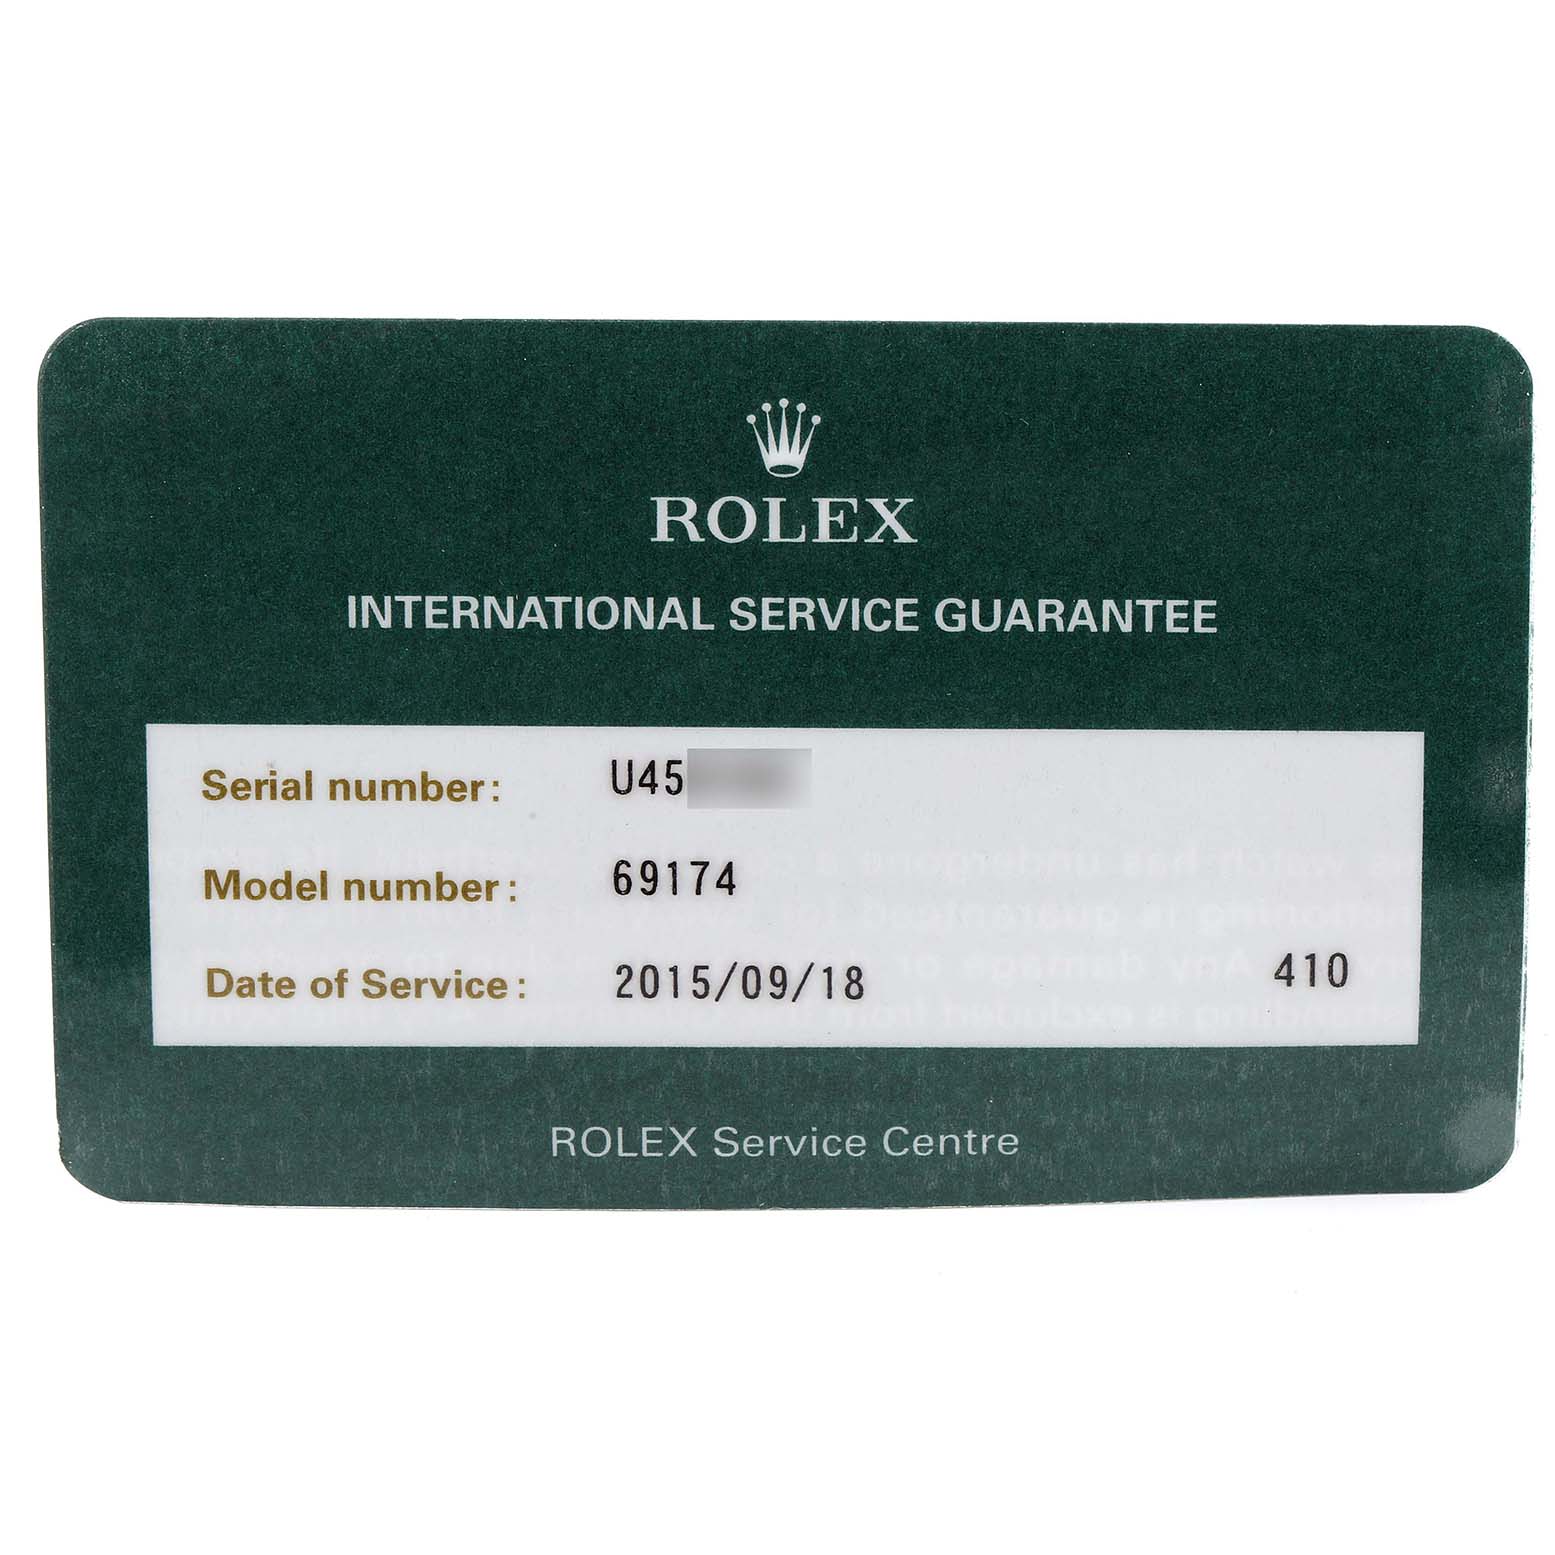 ROLEX
INTERNATIONAL SERVICE GUARANTEE
Serial number: U45
Model number: 69174
Date of Service: 2015/09/18 410
ROLEX Service Centre